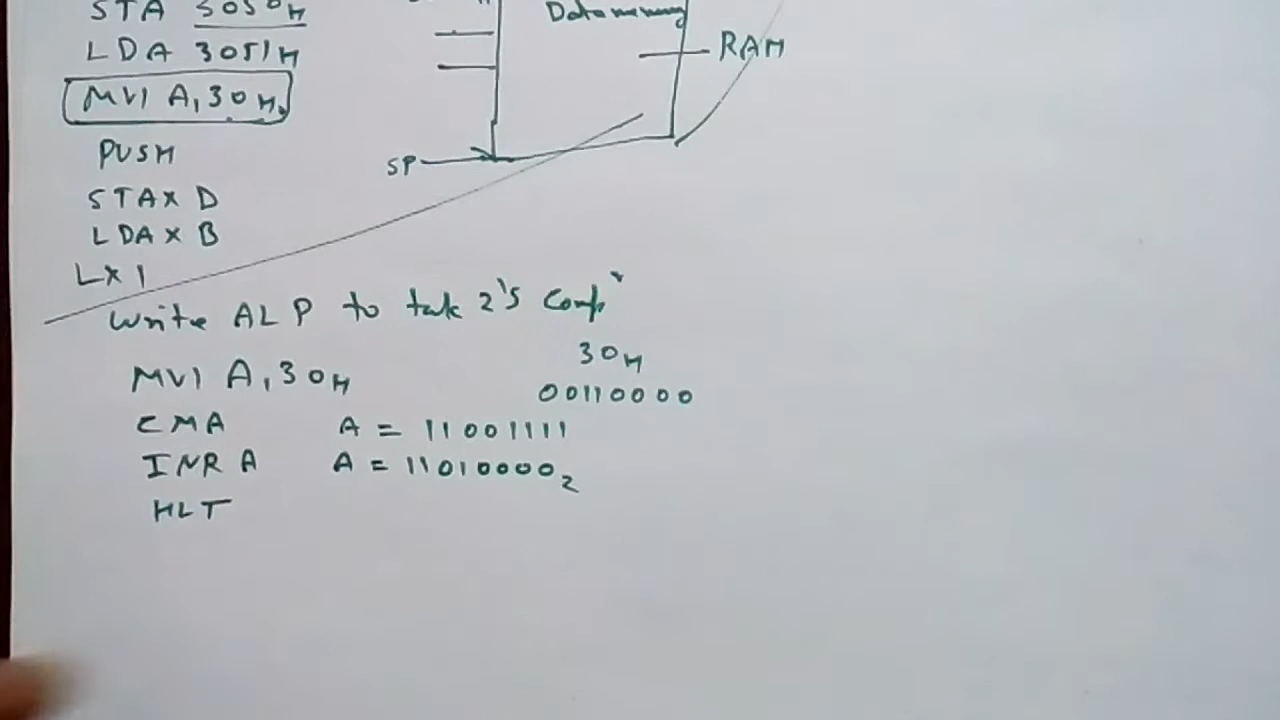 STA 3050H
Data memory
LDA 3051H
RAM
MVI A, 30H.
PUSH
SP
STAX D
LDAX B
LXI
Write ALP to tak 2's comp
30H
MVI A, 30H
00110000
CMA A = 11001111
INR A A = 110100002
HLT